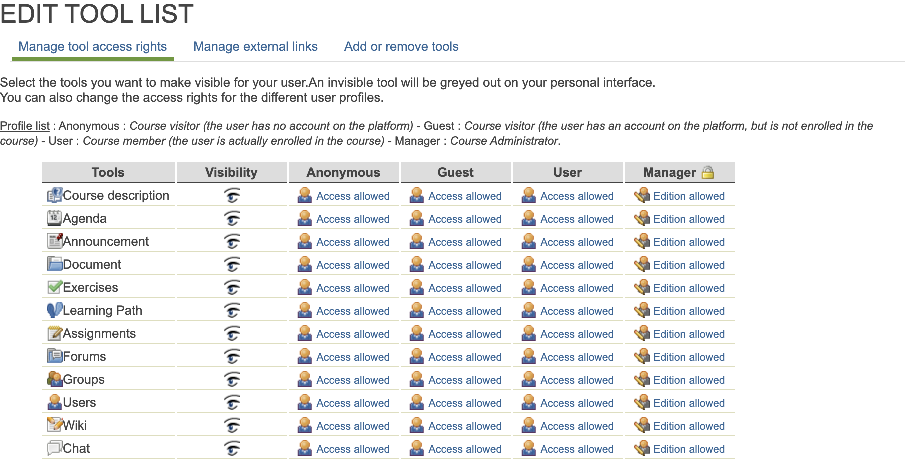 EDIT TOOL LIST
Manage tool access rights Manage external links Add or remove tools
Select the tools you want to make visible for your user.An invisible tool will be greyed out on your personal interface.
You can also change the access rights for the different user profiles.
Profile list : Anonymous : Course visitor (the user has no account on the platform) - Guest : Course visitor (the user has an account on the platform, but is not enrolled in the
course) - User : Course member (the user is actually enrolled in the course) - Manager : Course Administrator.
Tools Visibility Anonymous Guest User Manager
Course description Access allowed Access allowed Access allowed Edition allowed
12 Agenda Access allowed Access allowed Access allowed Edition allowed
Announcement Access allowed Access allowed Access allowed Edition allowed
Document Access allowed Access allowed Access allowed Edition allowed
Exercises Access allowed Access allowed Access allowed Edition allowed
Learning Path Access allowed Access allowed Access allowed Edition allowed
Assignments Access allowed Access allowed Access allowed Edition allowed
Forums Access allowed Access allowed Access allowed Edition allowed
Groups Access allowed Access allowed Access allowed Edition allowed
Users Access allowed Access allowed Access allowed Edition allowed
Wiki Access allowed Access allowed Access allowed Edition allowed
Chat Access allowed Access allowed Access allowed Edition allowed